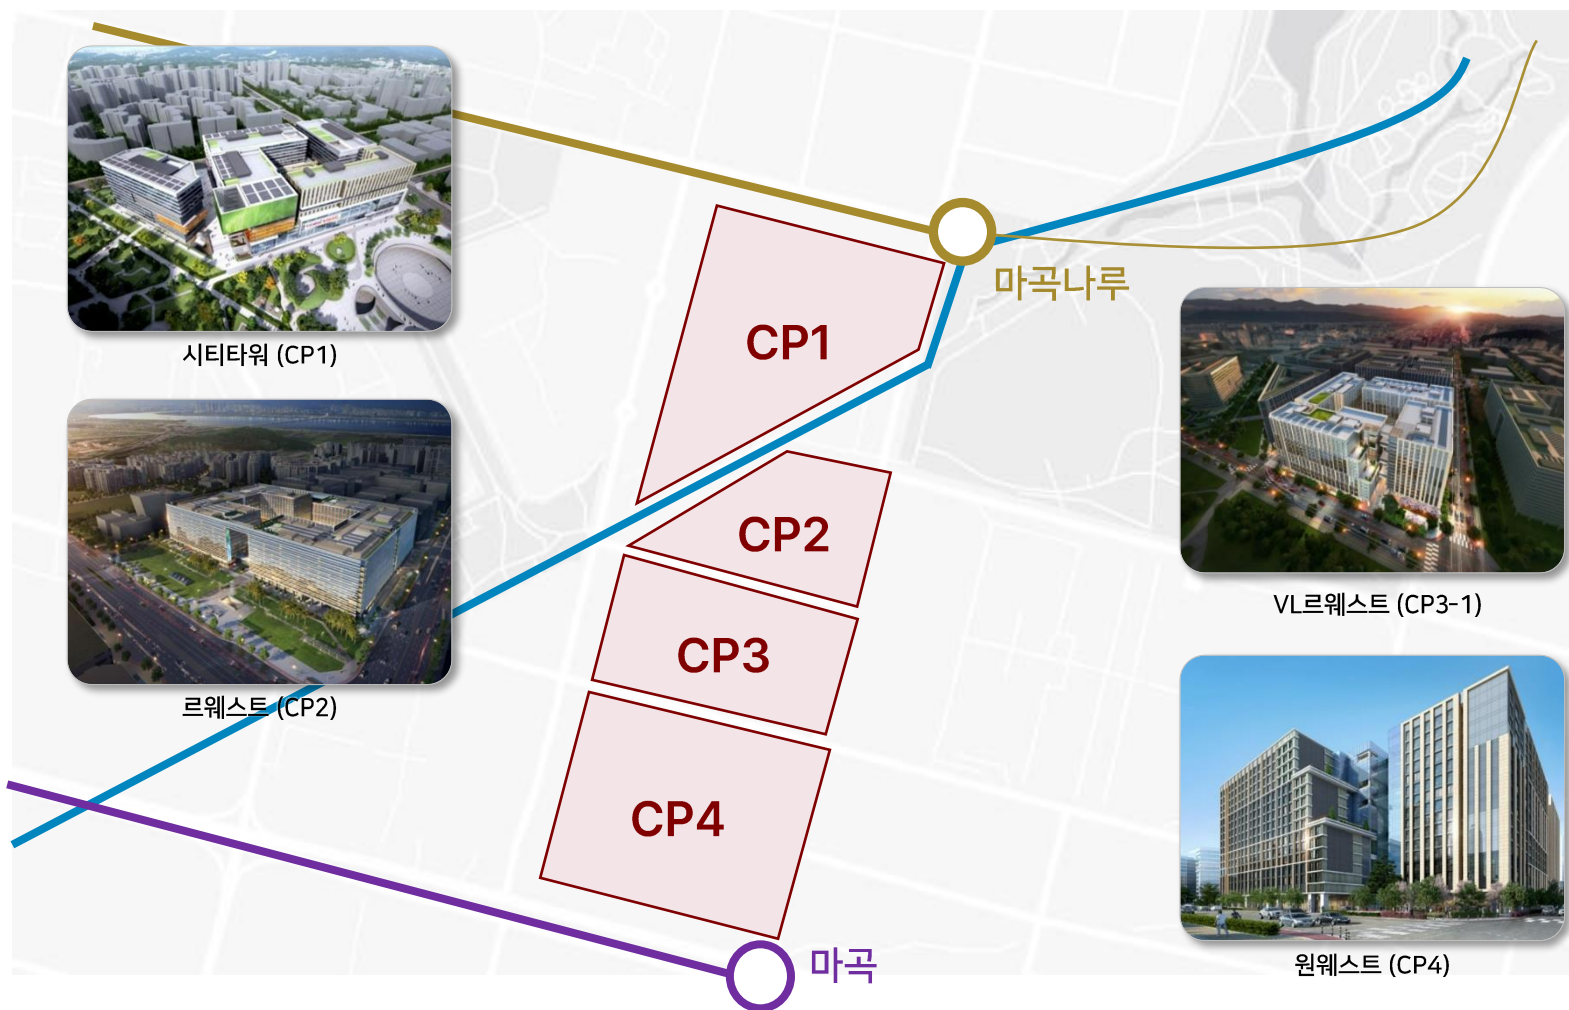 시티타워 (CP1)
르웨스트 (CP2)
CP1
CP2
CP3
CP4
마곡나루
마곡
VL르웨스트 (CP3-1)
원웨스트 (CP4)